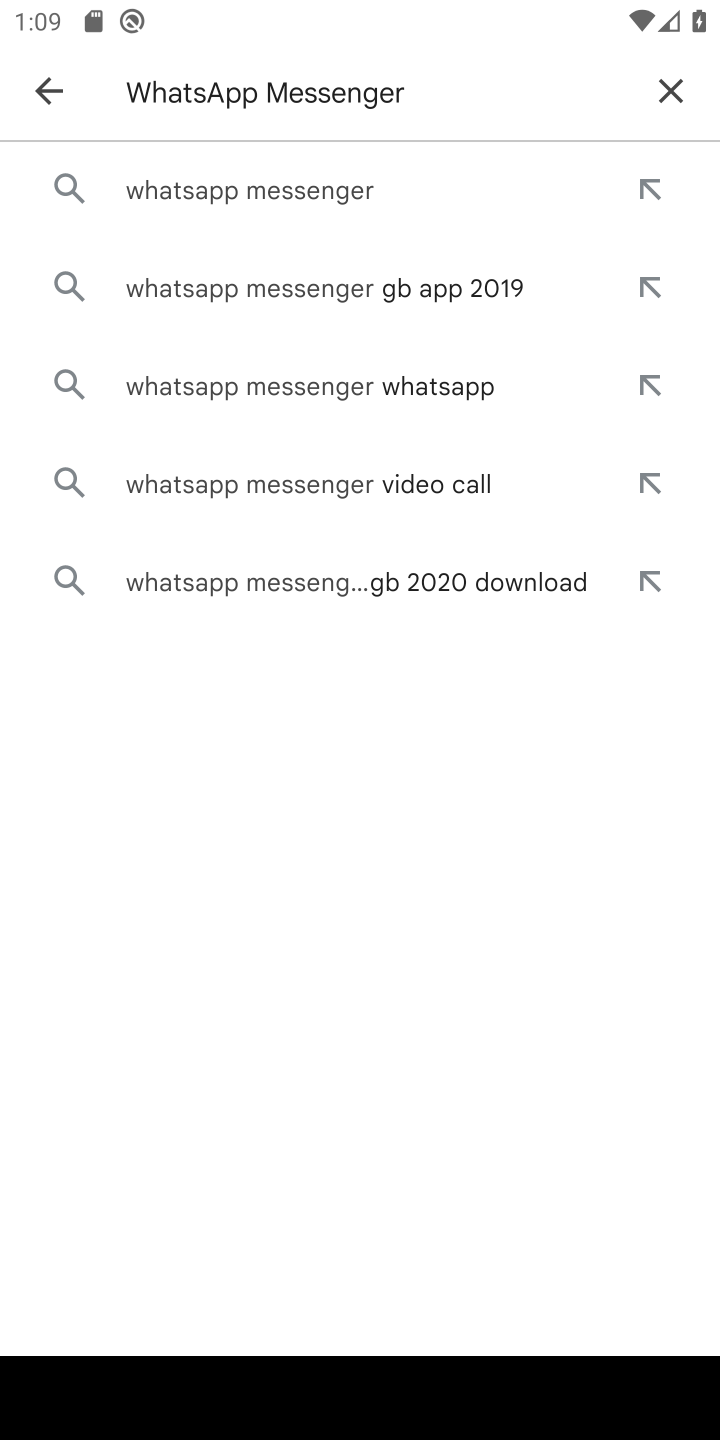 1:09
WhatsApp Messenger
whatsapp messenger
whatsapp messenger gb app 2019
whatsapp messenger whatsapp
whatsapp messenger video call
whatsapp messeng...gb 2020 download